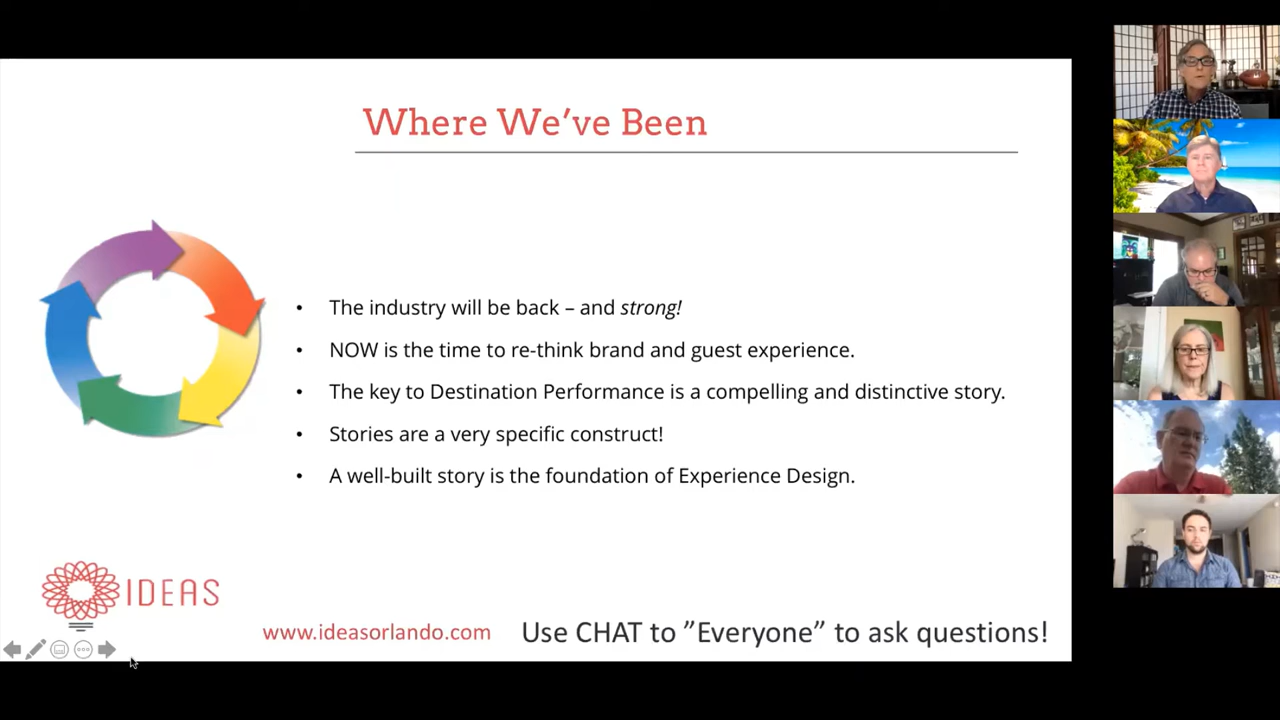 Where We’ve Been
• The industry will be back – and strong!
• NOW is the time to re-think brand and guest experience.
• The key to Destination Performance is a compelling and distinctive story.
• Stories are a very specific construct!
• A well-built story is the foundation of Experience Design.
IDEAS
www.ideasorlando.com
Use CHAT to ”Everyone” to ask questions!